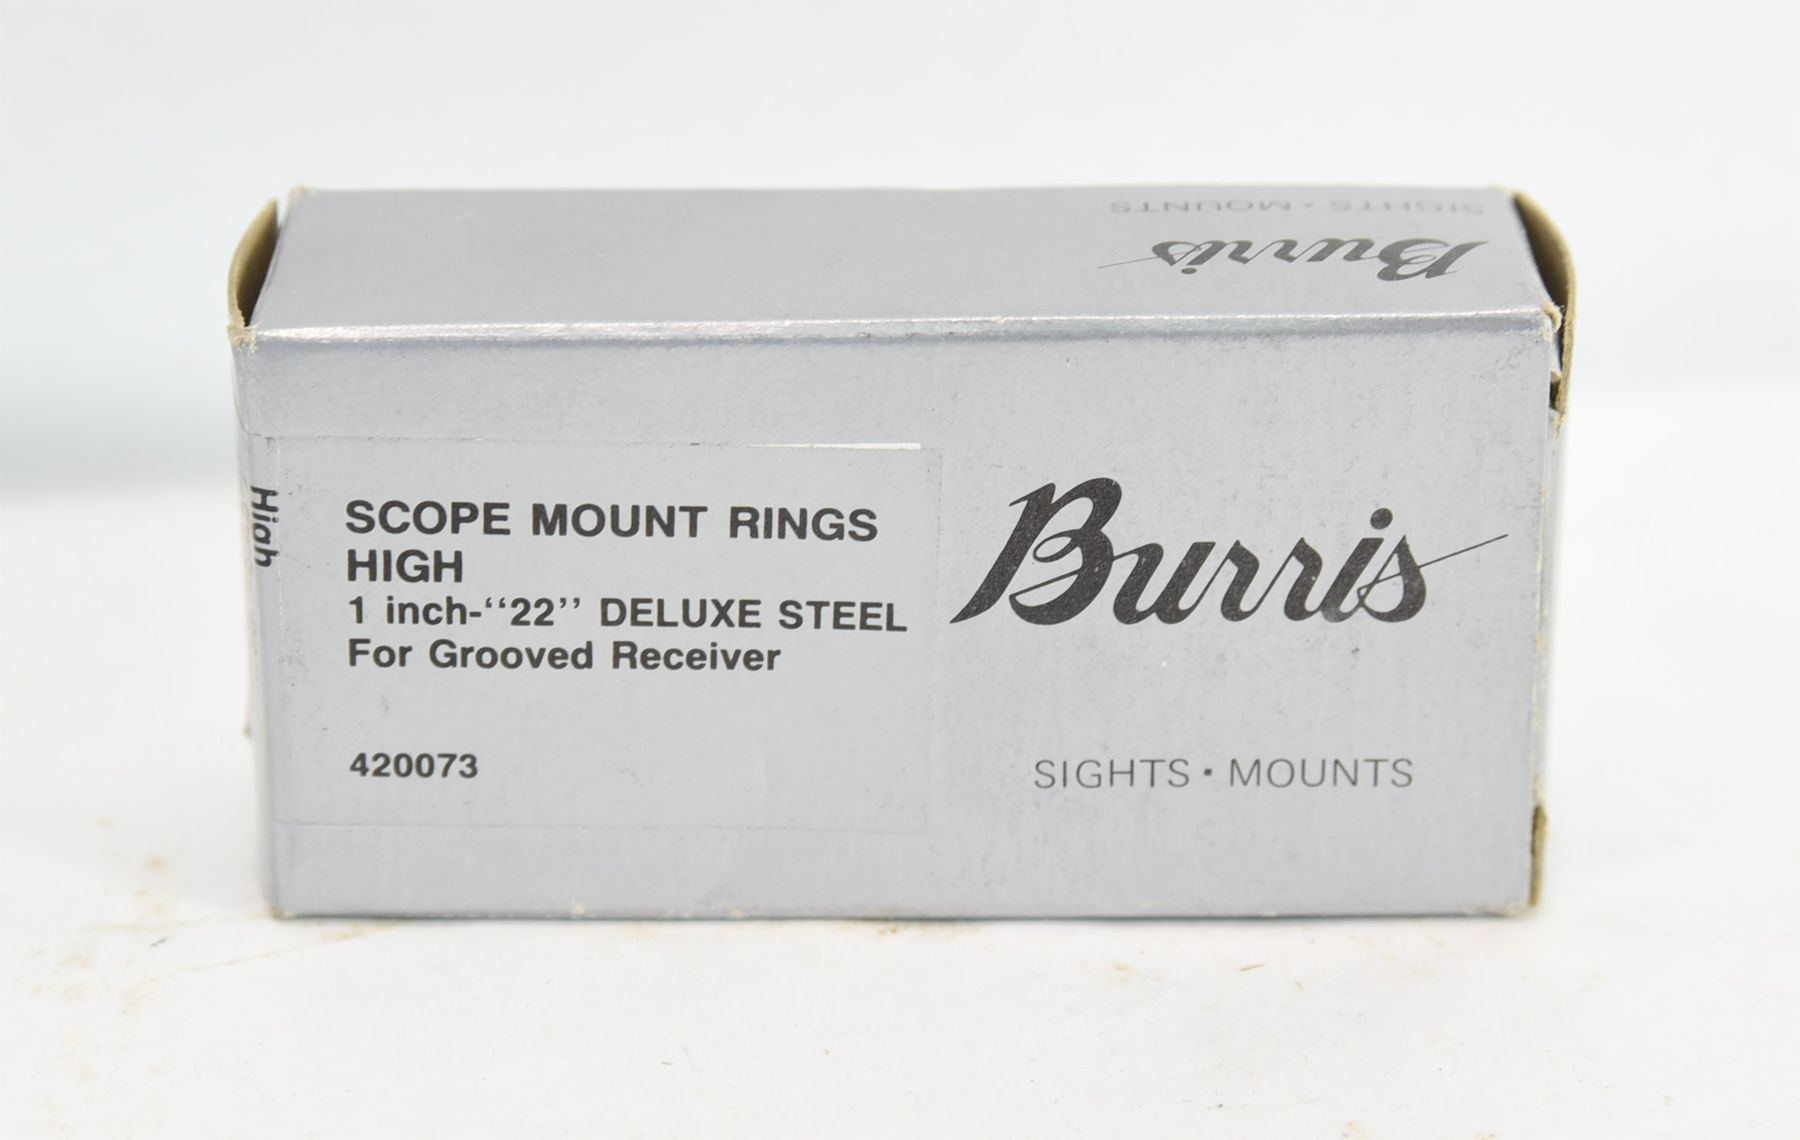 SIGHTS · MOUNTS
Burris
High
SCOPE MOUNT RINGS
HIGH
1 inch-‘‘22’’ DELUXE STEEL
For Grooved Receiver
420073
Burris
SIGHTS · MOUNTS